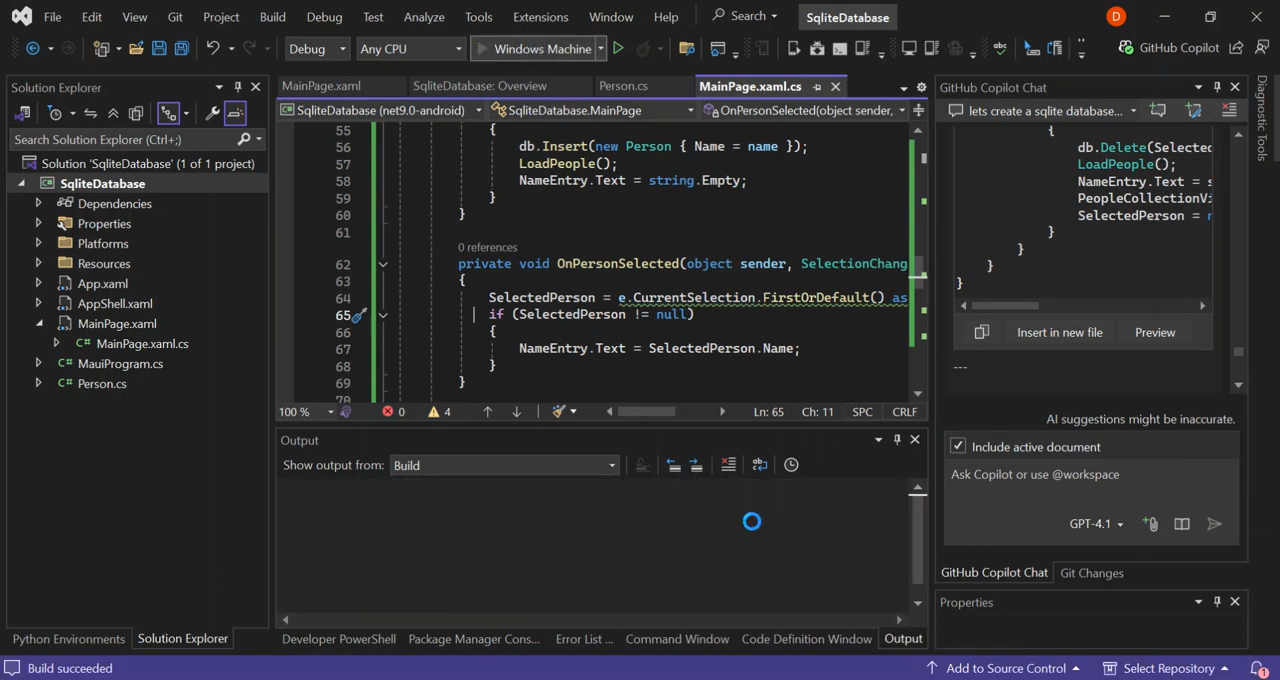 File Edit View Git Project Build Debug Test Analyze Tools Extensions Window Help Search SqliteDatabase D
Debug Any CPU Windows Machine GitHub Copilot
Solution Explorer
Search Solution Explorer (Ctrl+;)
Solution 'SqliteDatabase' (1 of 1 project)
SqliteDatabase
Dependencies
Properties
Platforms
Resources
App.xaml
AppShell.xaml
MainPage.xaml
MainPage.xaml.cs
MauiProgram.cs
Person.cs
Python Environments Solution Explorer
MainPage.xaml SqliteDatabase: Overview Person.cs MainPage.xaml.cs
SqliteDatabase (net9.0-android) SqliteDatabase.MainPage OnPersonSelected(object sender,
55 {
56 db.Insert(new Person { Name = name });
57 LoadPeople();
58 NameEntry.Text = string.Empty;
59 }
60 }
61
0 references
62 private void OnPersonSelected(object sender, SelectionChang
63 {
64 SelectedPerson = e.CurrentSelection.FirstOrDefault() as
65 if (SelectedPerson != null)
66 {
67 NameEntry.Text = SelectedPerson.Name;
68 }
69 }
70
100 % 0 4 Ln: 65 Ch: 11 SPC CRLF
Output
Show output from: Build
Developer PowerShell Package Manager Cons... Error List ... Command Window Code Definition Window Output
GitHub Copilot Chat
lets create a sqlite database...
{
db.Delete(Selected
LoadPeople();
NameEntry.Text = s
PeopleCollectionVi
SelectedPerson = n
}
}
}
}
Insert in new file Preview
---
AI suggestions might be inaccurate.
Include active document
Ask Copilot or use @workspace
GPT-4.1
GitHub Copilot Chat Git Changes
Properties
Diagnostic Tools
Build succeeded Add to Source Control Select Repository 1